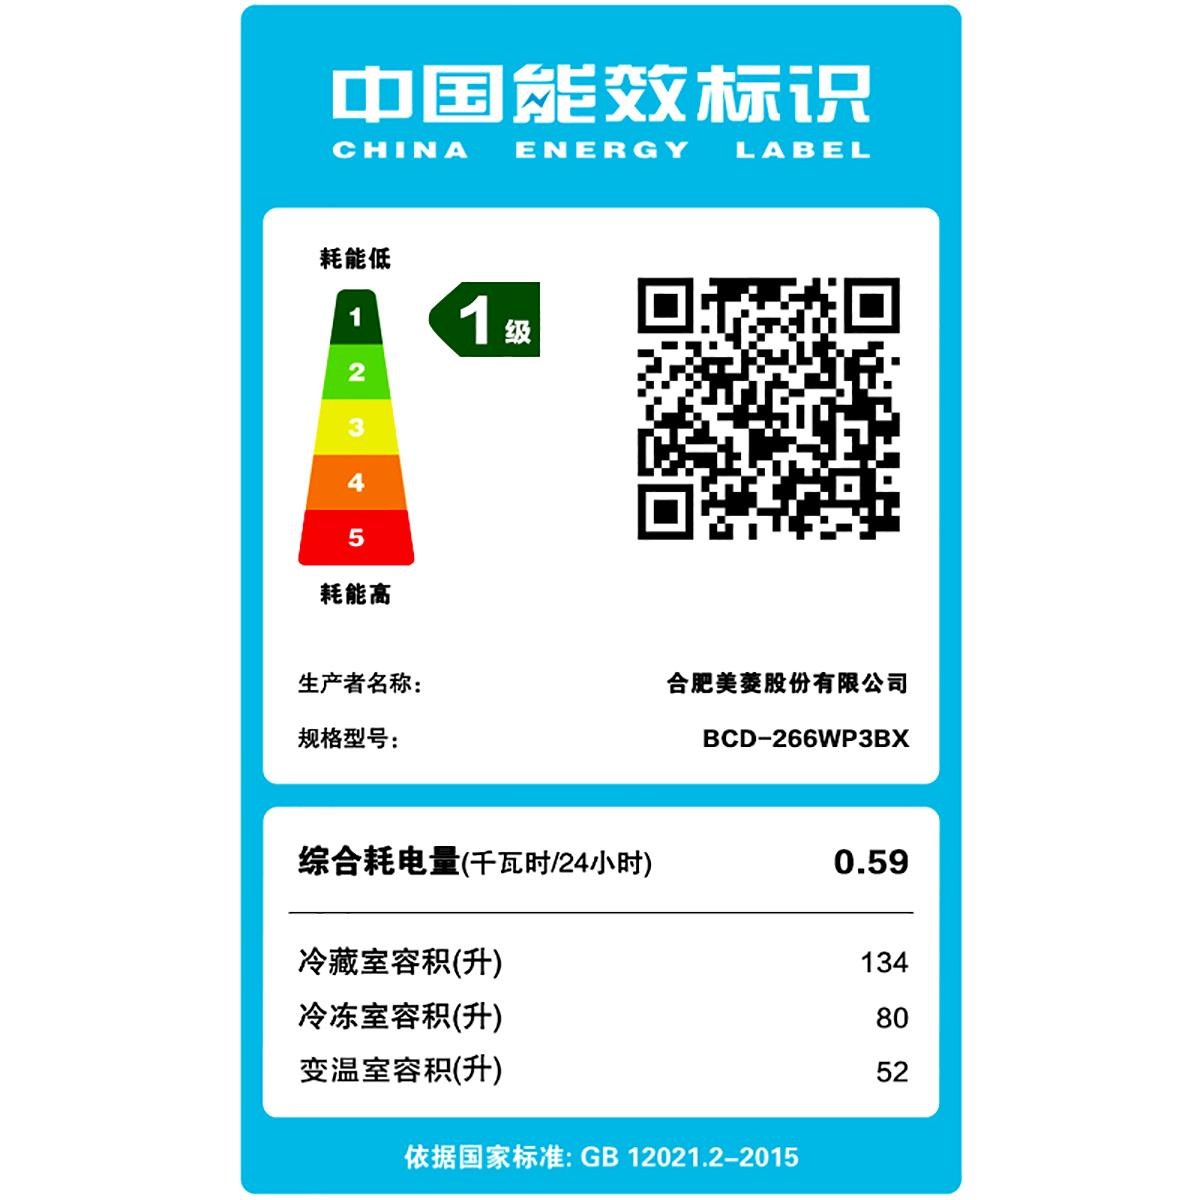 中国能效标识
CHINA ENERGY LABEL
耗能低
1
1级
2
3
4
5
耗能高
生产者名称: 合肥美菱股份有限公司
规格型号: BCD-266WP3BX
综合耗电量(千瓦时/24小时) 0.59
冷藏室容积(升) 134
冷冻室容积(升) 80
变温室容积(升) 52
依据国家标准: GB 12021.2-2015